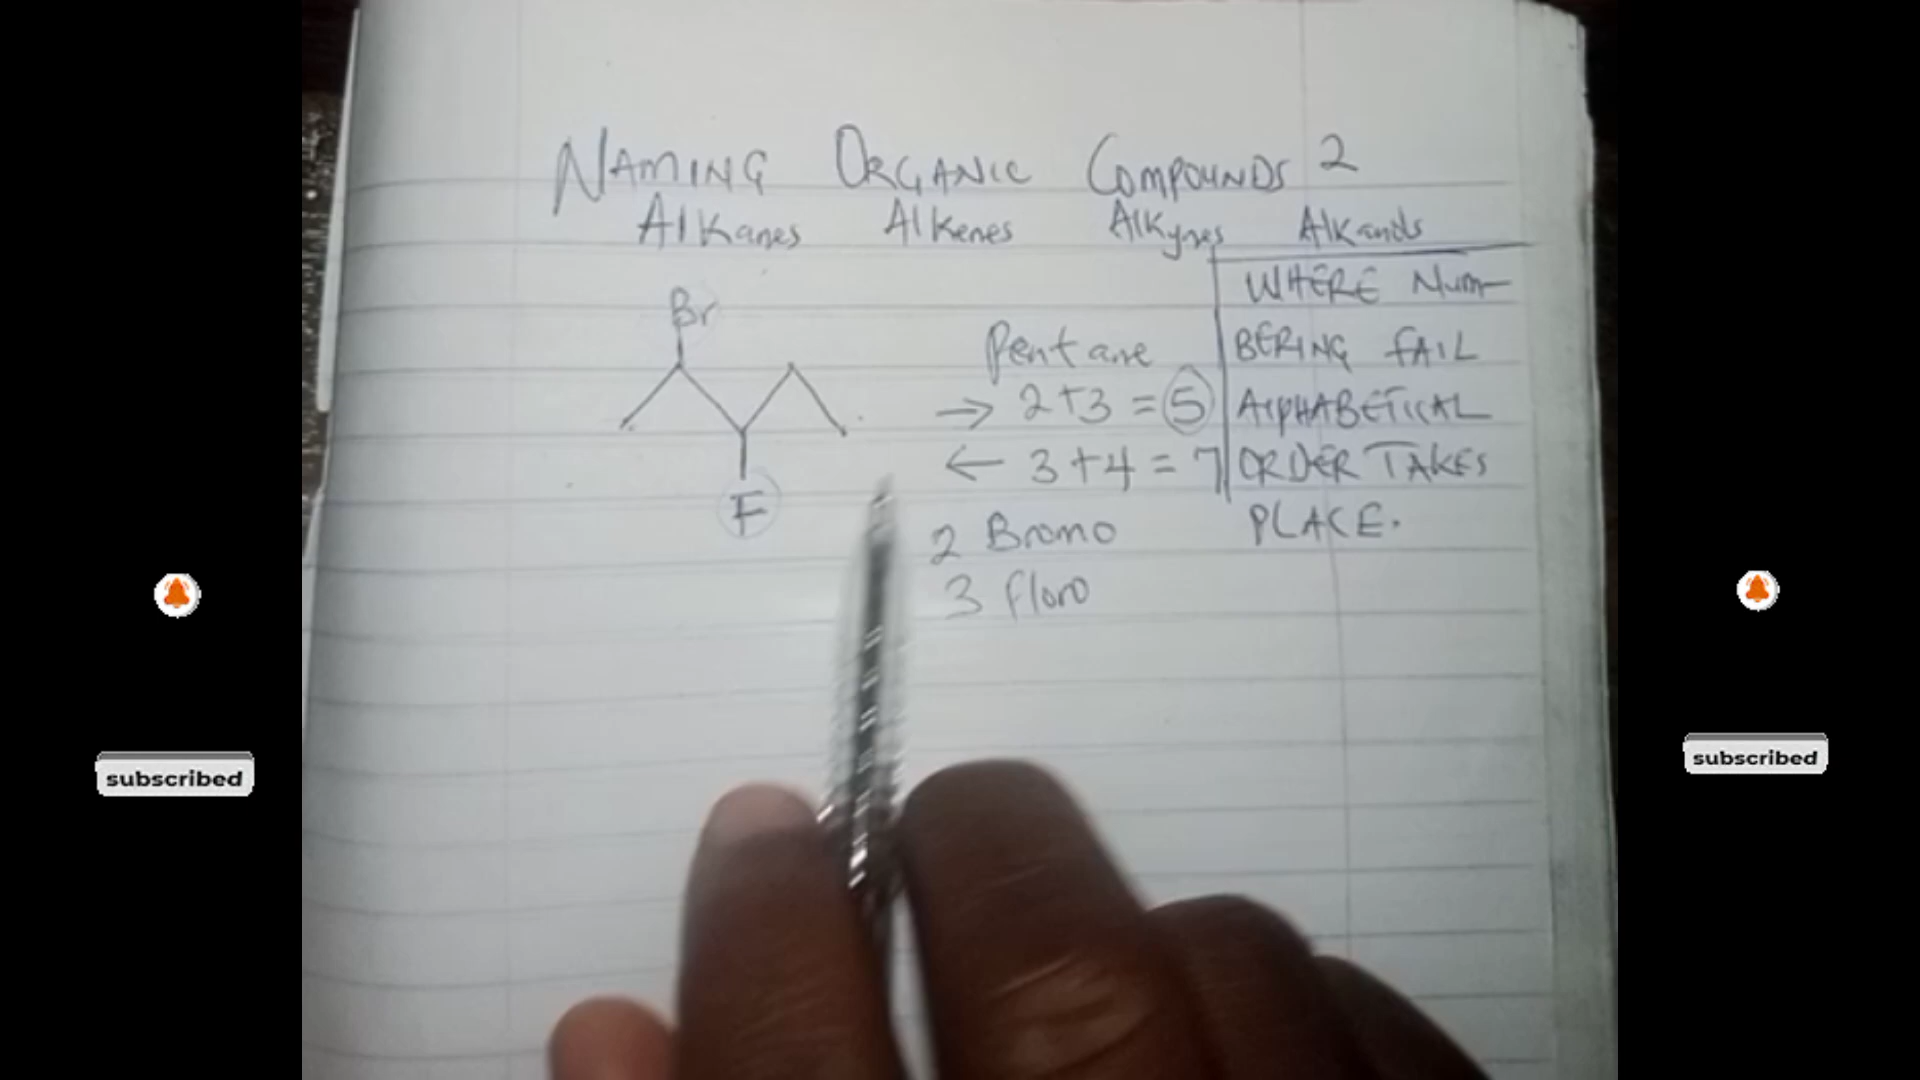 NAMING ORGANIC COMPOUNDS 2
Alkanes Alkenes Alkynes Alkanols
Br
F
Pentane
→ 2+3 = 5
← 3+4 = 7
2 Bromo
3 floro
WHERE NUM-
BERING FAIL
ALPHABETICAL
ORDER TAKES
PLACE.
subscribed
subscribed